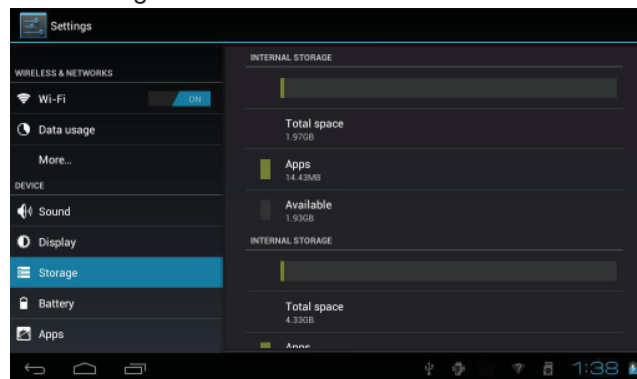 Settings
WIRELESS & NETWORKS
Wi-Fi
ON
Data usage
More...
DEVICE
Sound
Display
Storage
Battery
Apps
INTERNAL STORAGE
Total space
1.97GB
Apps
14.43MB
Available
1.93GB
INTERNAL STORAGE
Total space
4.33GB
Apps
1:38